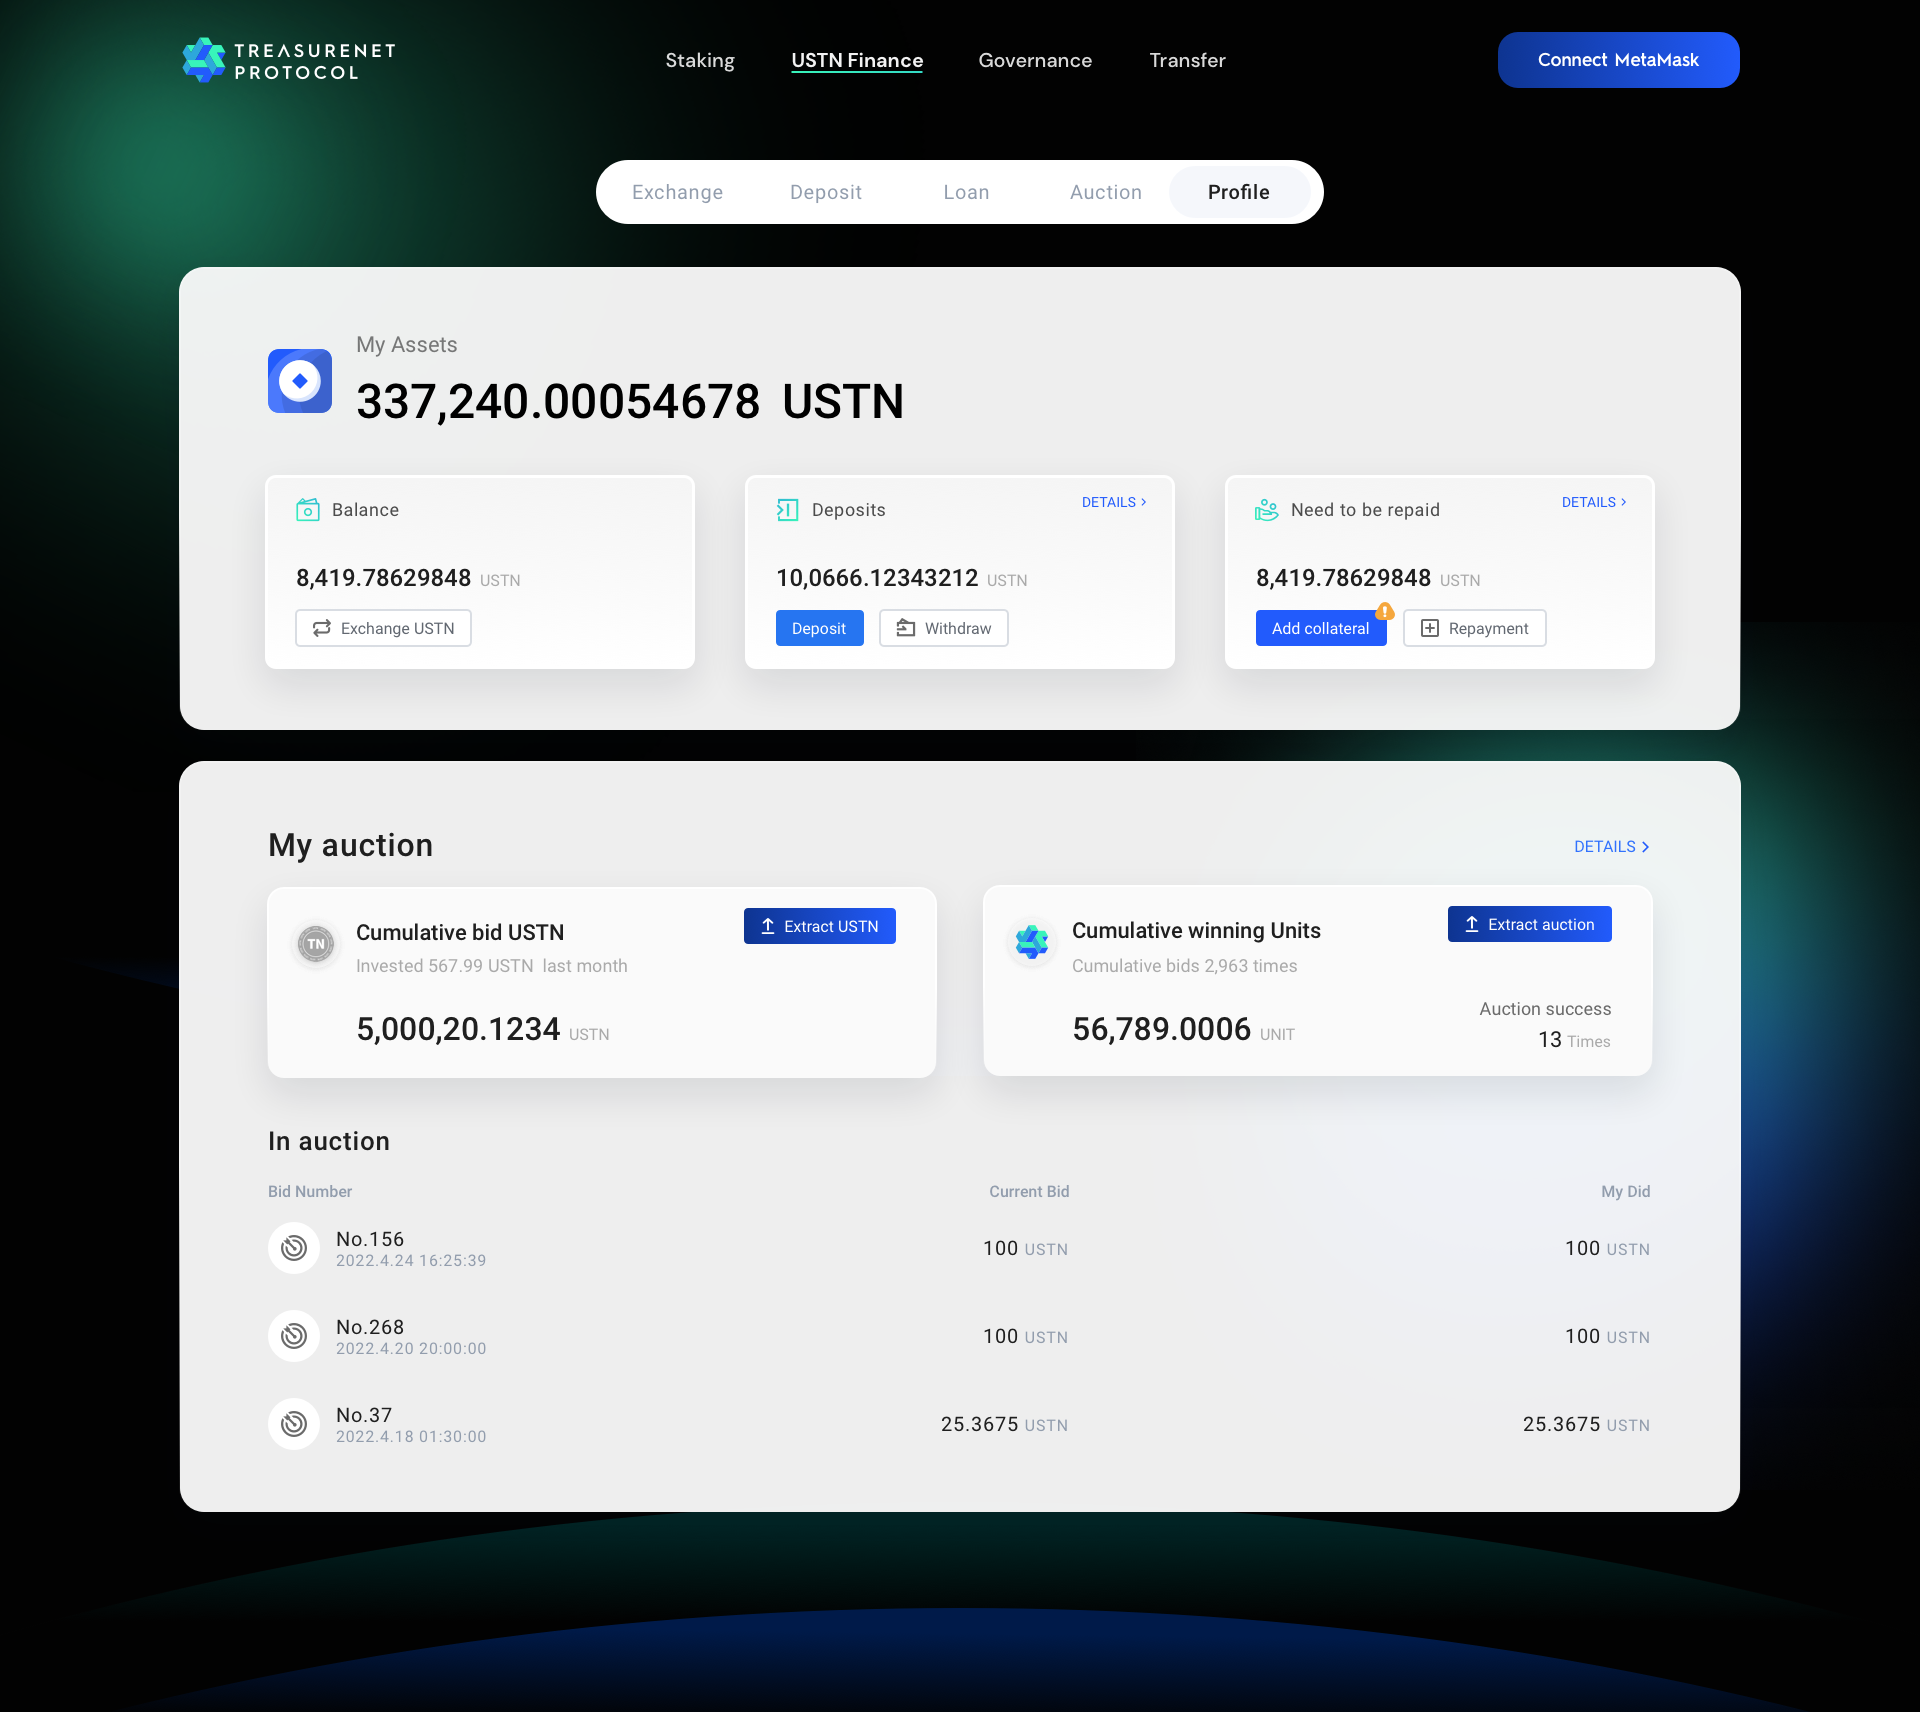 TREASURENET
PROTOCOL
Staking
USTN Finance
Governance
Transfer
Connect MetaMask
Exchange
Deposit
Loan
Auction
Profile
My Assets
337,240.00054678 USTN
Balance
8,419.78629848 USTN
Exchange USTN
Deposits
DETAILS
10,0666.12343212 USTN
Deposit
Withdraw
Need to be repaid
DETAILS
8,419.78629848 USTN
Add collateral
Repayment
My auction
DETAILS
TN
Cumulative bid USTN
Invested 567.99 USTN last month
Extract USTN
5,000,20.1234 USTN
Cumulative winning Units
Cumulative bids 2,963 times
Extract auction
56,789.0006 UNIT
Auction success
13 Times
In auction
Bid Number
Current Bid
My Did
No.156
2022.4.24 16:25:39
100 USTN
100 USTN
No.268
2022.4.20 20:00:00
100 USTN
100 USTN
No.37
2022.4.18 01:30:00
25.3675 USTN
25.3675 USTN